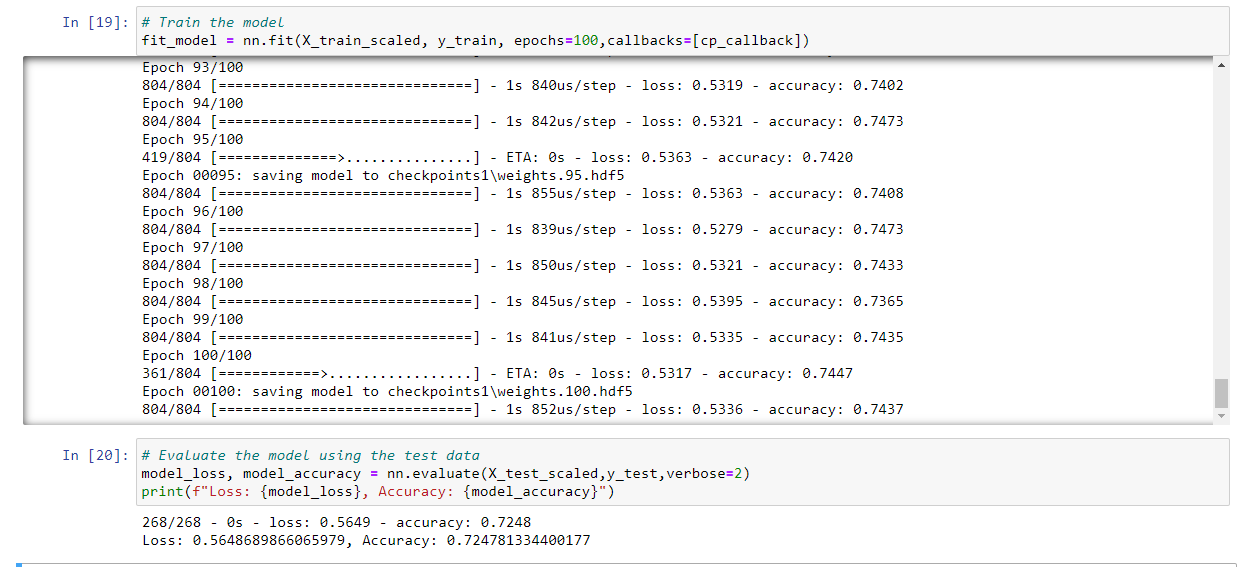 In [19]: # Train the model
fit_model = nn.fit(X_train_scaled, y_train, epochs=100,callbacks=[cp_callback])
Epoch 93/100
804/804 [==============================] - 1s 840us/step - loss: 0.5319 - accuracy: 0.7402
Epoch 94/100
804/804 [==============================] - 1s 842us/step - loss: 0.5321 - accuracy: 0.7473
Epoch 95/100
419/804 [==============>...............] - ETA: 0s - loss: 0.5363 - accuracy: 0.7420
Epoch 00095: saving model to checkpoints1\weights.95.hdf5
804/804 [==============================] - 1s 855us/step - loss: 0.5363 - accuracy: 0.7408
Epoch 96/100
804/804 [==============================] - 1s 839us/step - loss: 0.5279 - accuracy: 0.7473
Epoch 97/100
804/804 [==============================] - 1s 850us/step - loss: 0.5321 - accuracy: 0.7433
Epoch 98/100
804/804 [==============================] - 1s 845us/step - loss: 0.5395 - accuracy: 0.7365
Epoch 99/100
804/804 [==============================] - 1s 841us/step - loss: 0.5335 - accuracy: 0.7435
Epoch 100/100
361/804 [============>.................] - ETA: 0s - loss: 0.5317 - accuracy: 0.7447
Epoch 00100: saving model to checkpoints1\weights.100.hdf5
804/804 [==============================] - 1s 852us/step - loss: 0.5336 - accuracy: 0.7437
In [20]: # Evaluate the model using the test data
model_loss, model_accuracy = nn.evaluate(X_test_scaled,y_test,verbose=2)
print(f"Loss: {model_loss}, Accuracy: {model_accuracy}")
268/268 - 0s - loss: 0.5649 - accuracy: 0.7248
Loss: 0.5648689866065979, Accuracy: 0.724781334400177